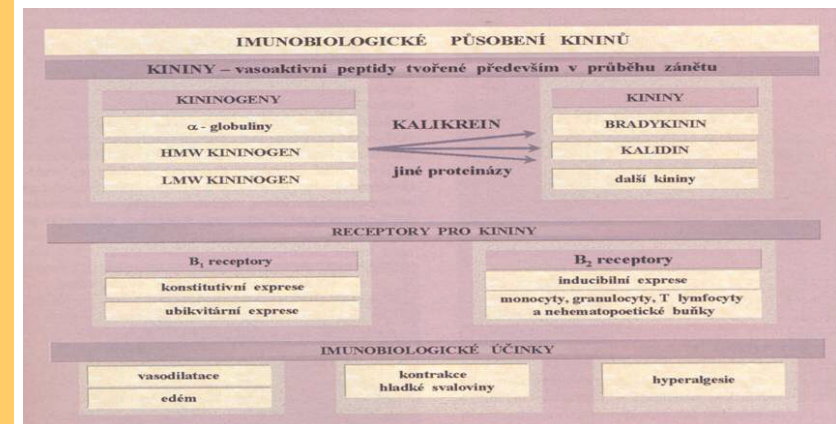 IMUNOBIOLOGICKÉ PŮSOBENÍ KININŮ
KININY – vasoaktivní peptidy tvořené především v průběhu zánětu
KININOGENY
α - globuliny
HMW KININOGEN
LMW KININOGEN
KALIKREIN
jiné proteinázy
KININY
BRADYKININ
KALIDIN
další kininy
RECEPTORY PRO KININY
B₁ receptory
konstitutivní exprese
ubikvitární exprese
B₂ receptory
inducibilní exprese
monocyty, granulocyty, T lymfocyty
a nehematopoetické buňky
IMUNOBIOLOGICKÉ ÚČINKY
vasodilatace
edém
kontrakce
hladké svaloviny
hyperalgesie